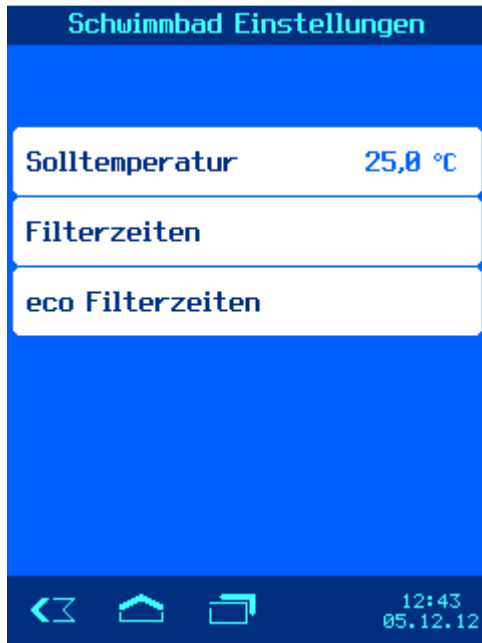 Schwimmbad Einstellungen
Solltemperatur 25,0 °C
Filterzeiten
eco Filterzeiten
12:43
05.12.12